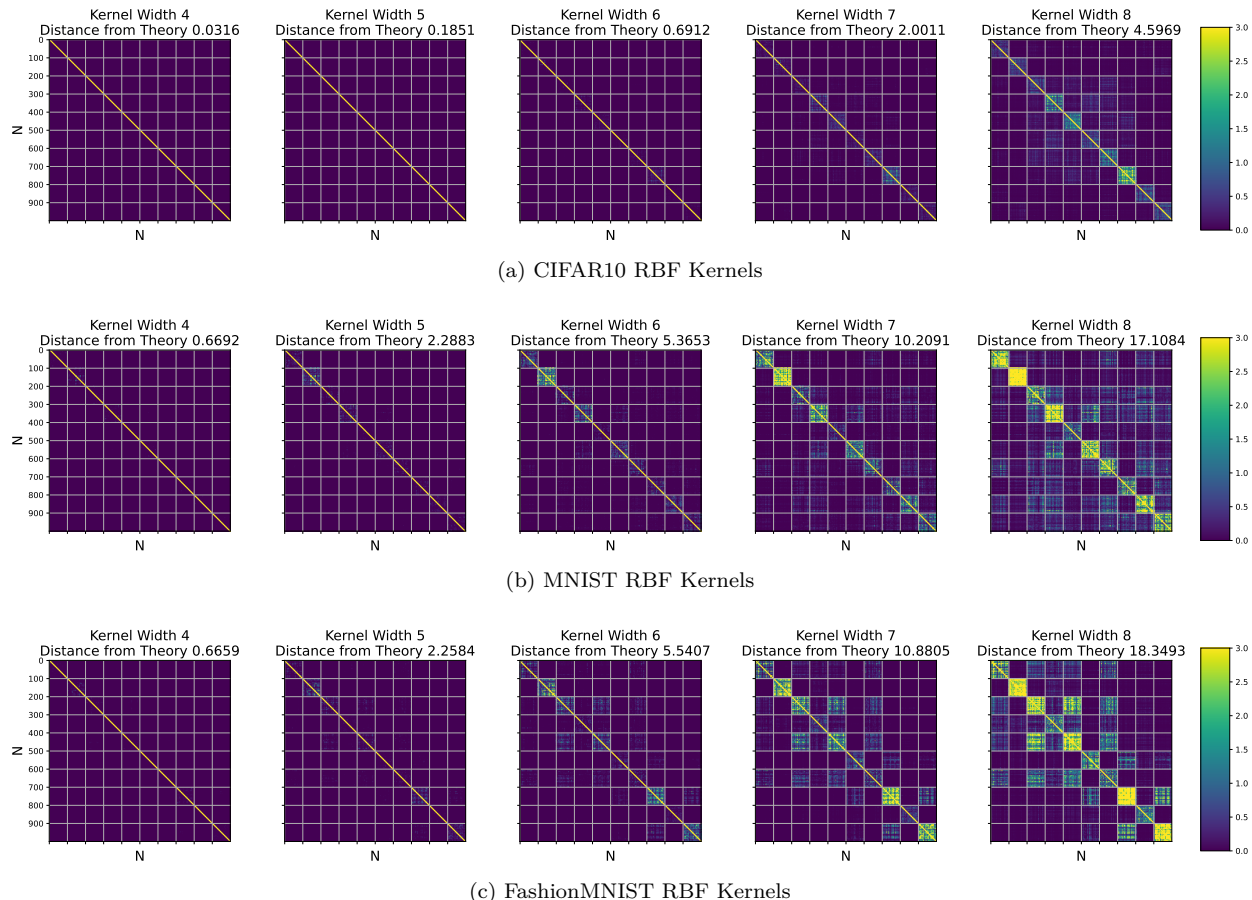 Kernel Width 4
Distance from Theory 0.0316
Kernel Width 5
Distance from Theory 0.1851
Kernel Width 6
Distance from Theory 0.6912
Kernel Width 7
Distance from Theory 2.0011
Kernel Width 8
Distance from Theory 4.5969
0
100
200
300
400
500
600
700
800
900
N
N
N
N
N
N
3.0
2.5
2.0
1.5
1.0
0.5
0.0
(a) CIFAR10 RBF Kernels
Kernel Width 4
Distance from Theory 0.6692
Kernel Width 5
Distance from Theory 2.2883
Kernel Width 6
Distance from Theory 5.3653
Kernel Width 7
Distance from Theory 10.2091
Kernel Width 8
Distance from Theory 17.1084
0
100
200
300
400
500
600
700
800
900
N
N
N
N
N
N
3.0
2.5
2.0
1.5
1.0
0.5
0.0
(b) MNIST RBF Kernels
Kernel Width 4
Distance from Theory 0.6659
Kernel Width 5
Distance from Theory 2.2584
Kernel Width 6
Distance from Theory 5.5407
Kernel Width 7
Distance from Theory 10.8805
Kernel Width 8
Distance from Theory 18.3493
0
100
200
300
400
500
600
700
800
900
N
N
N
N
N
N
3.0
2.5
2.0
1.5
1.0
0.5
0.0
(c) FashionMNIST RBF Kernels